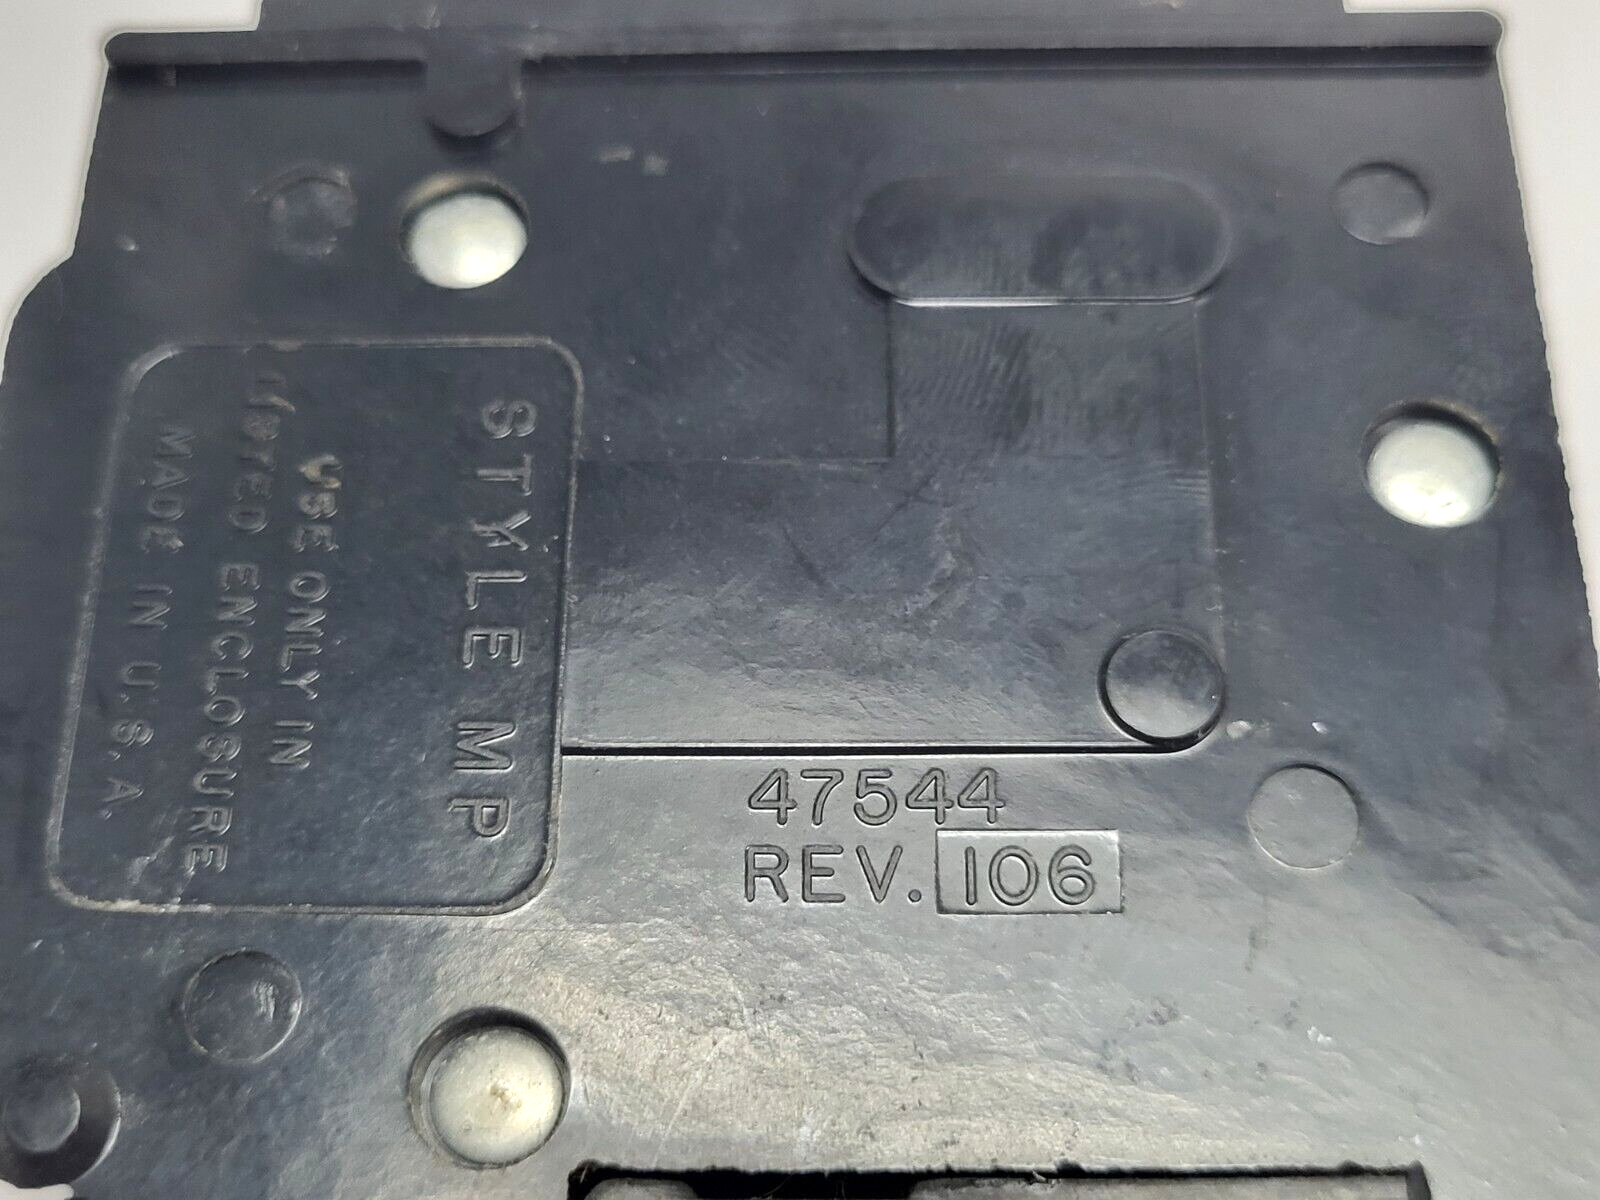 STYLE MP
USE ONLY IN
LISTED ENCLOSURE
MADE IN U.S.A.
47544
REV. 106